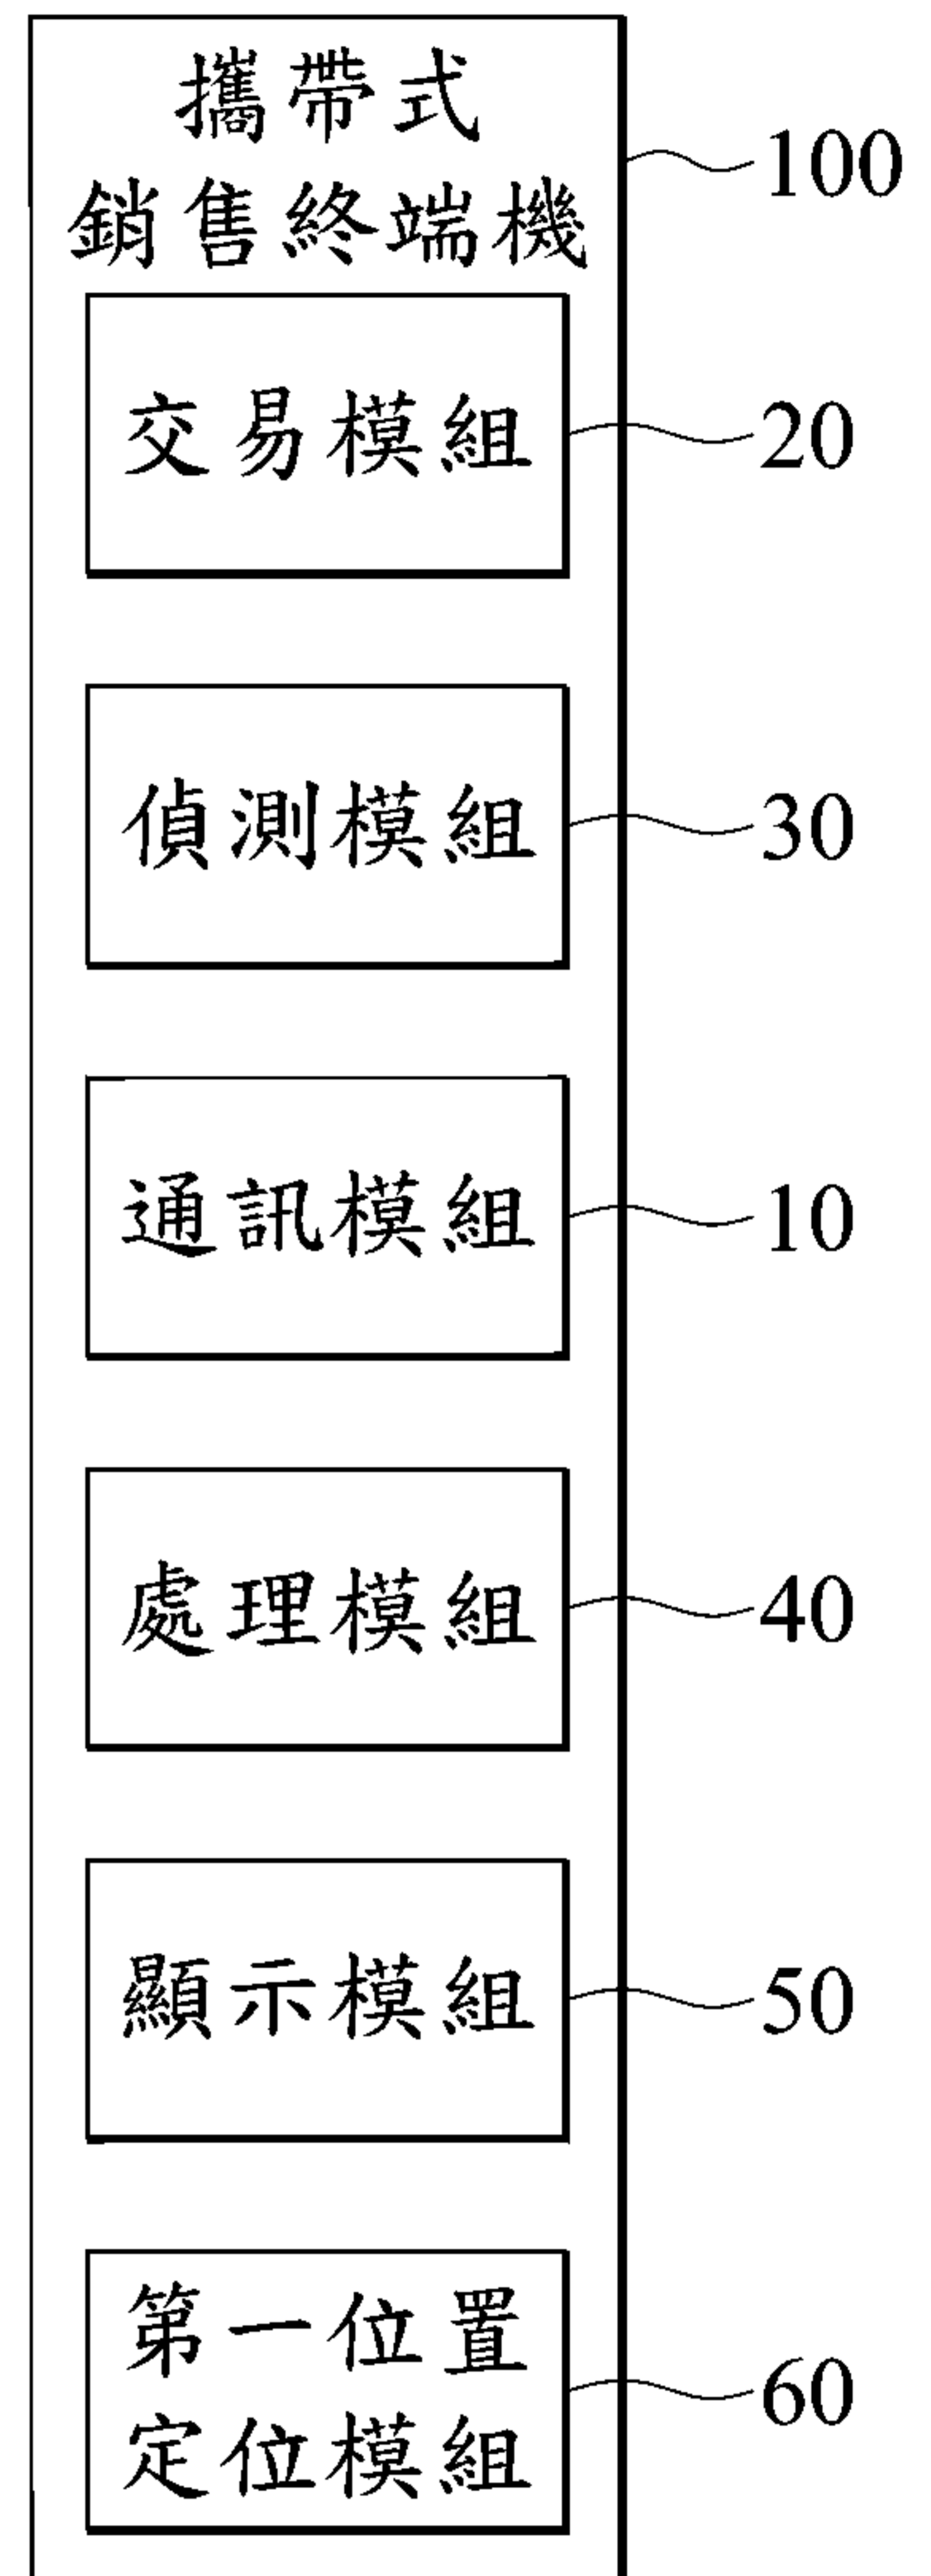 攜帶式
100
銷售終端機
交易模組
20
偵測模組
30
通訊模組
10
處理模組
40
顯示模組
50
第一位置
定位模組
60